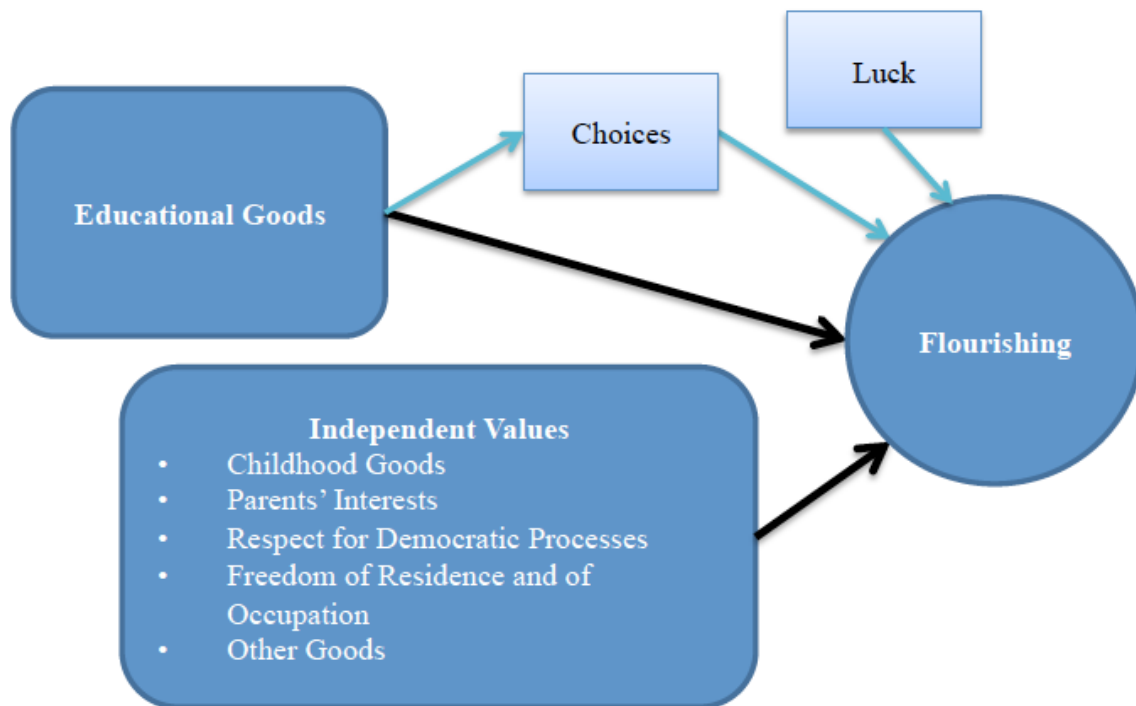 Luck
Choices
Educational Goods
Flourishing
Independent Values
• Childhood Goods
• Parents’ Interests
• Respect for Democratic Processes
• Freedom of Residence and of
Occupation
• Other Goods